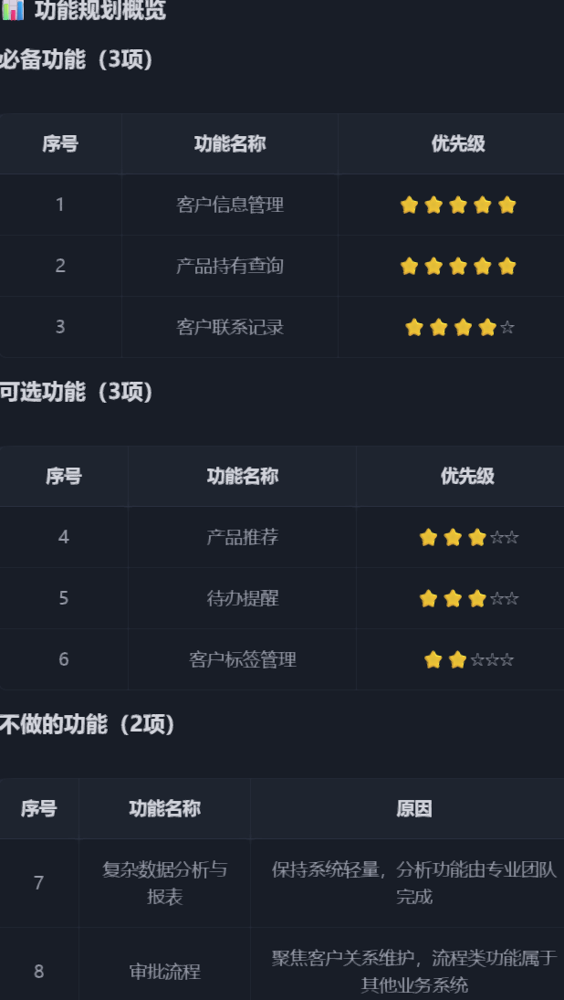 📊 功能规划概览
必备功能（3项）
序号 功能名称 优先级
1 客户信息管理 ⭐⭐⭐⭐⭐
2 产品持有查询 ⭐⭐⭐⭐⭐
3 客户联系记录 ⭐⭐⭐⭐☆
可选功能（3项）
序号 功能名称 优先级
4 产品推荐 ⭐⭐⭐☆☆
5 待办提醒 ⭐⭐⭐☆☆
6 客户标签管理 ⭐⭐☆☆☆
不做的功能（2项）
序号 功能名称 原因
7 复杂数据分析与
报表 保持系统轻量，分析功能由专业团队
完成
8 审批流程 聚焦客户关系维护，流程类功能属于
其他业务系统